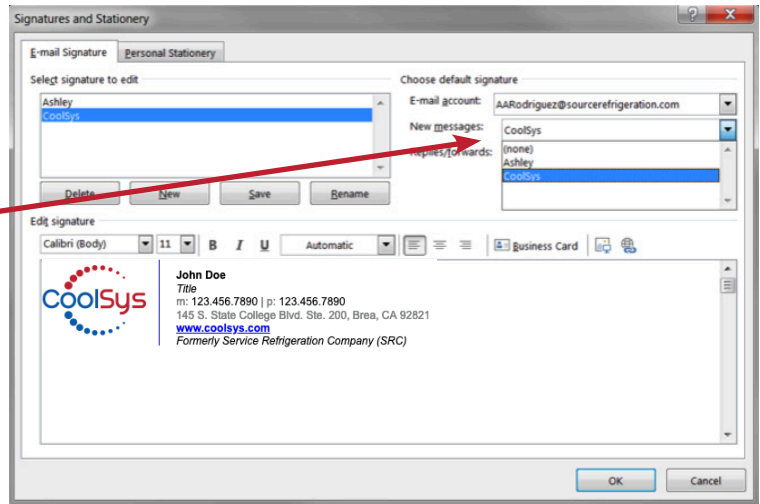 Signatures and Stationery
?
X
E-mail Signature
Personal Stationery
Select signature to edit
Ashley
CoolSys
Delete
New
Save
Rename
Choose default signature
E-mail account:
AARodriguez@sourcerefrigeration.com
New messages:
CoolSys
Replies/forwards:
(none)
Ashley
CoolSys
Edit signature
Calibri (Body)
11
B
I
U
Automatic
Business Card
CoolSys
John Doe
Title
m: 123.456.7890 | p: 123.456.7890
145 S. State College Blvd. Ste. 200, Brea, CA 92821
www.coolsys.com
Formerly Service Refrigeration Company (SRC)
OK
Cancel